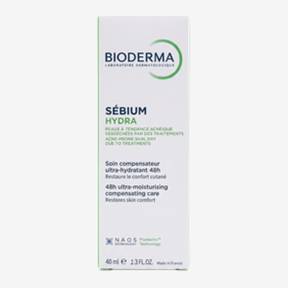 BIODERMA
LABORATOIRE DERMATOLOGIQUE
SÉBIUM
HYDRA
PEAUX À TENDANCE ACNÉIQUE
DESSÉCHÉES PAR DES TRAITEMENTS
ACNE-PRONE SKIN, DRY
DUE TO TREATMENTS
Soin compensateur
ultra-hydratant 48h
Restaure le confort cutané
48h ultra-moisturising
compensating care
Restores skin comfort
NAOS
Technology
40 ml e 1.3 FL.OZ. Made in France